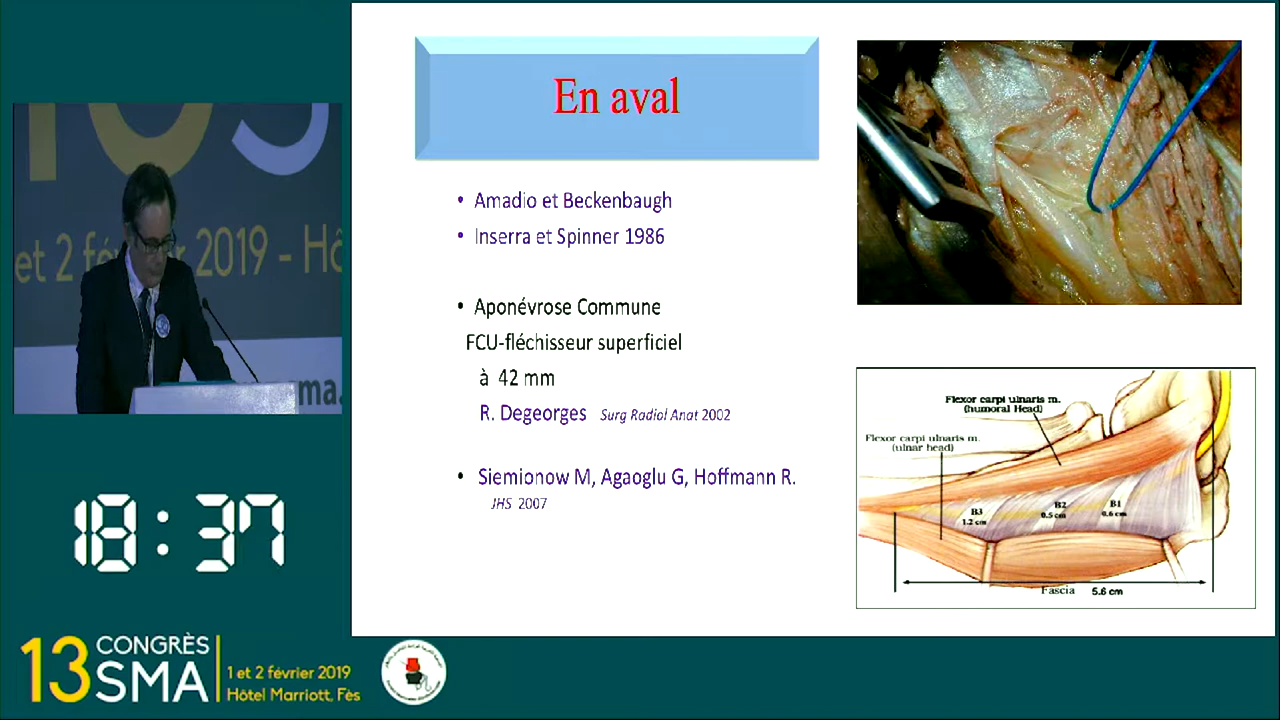 En aval
• Amadio et Beckenbaugh
• Inserra et Spinner 1986
• Aponévrose Commune
FCU-fléchisseur superficiel
à 42 mm
R. Degeorges Surg Radiol Anat 2002
• Siemionow M, Agaoglu G, Hoffmann R.
JHS 2007
Flexor carpi ulnaris m.
(humoral Head)
Flexor carpi ulnaris m.
(ulnar head)
B3
1.2 cm
B2
0.5 cm
B1
0.6 cm
Fascia 5.6 cm
et 2 février 2019 - Hô
ma.
18:37
13 CONGRÈS
SMA
1 et 2 février 2019
Hôtel Marriott, Fès